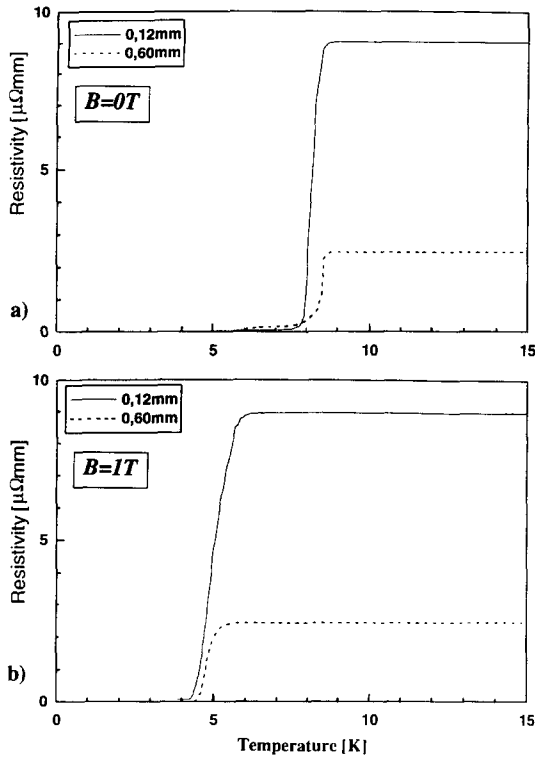 10
0,12mm
0,60mm
B=0T
Resistivity [μΩmm]
5
a)
0
0 5 10 15
10
0,12mm
0,60mm
B=1T
Resistivity [μΩmm]
5
b)
0
0 5 10 15
Temperature [K]